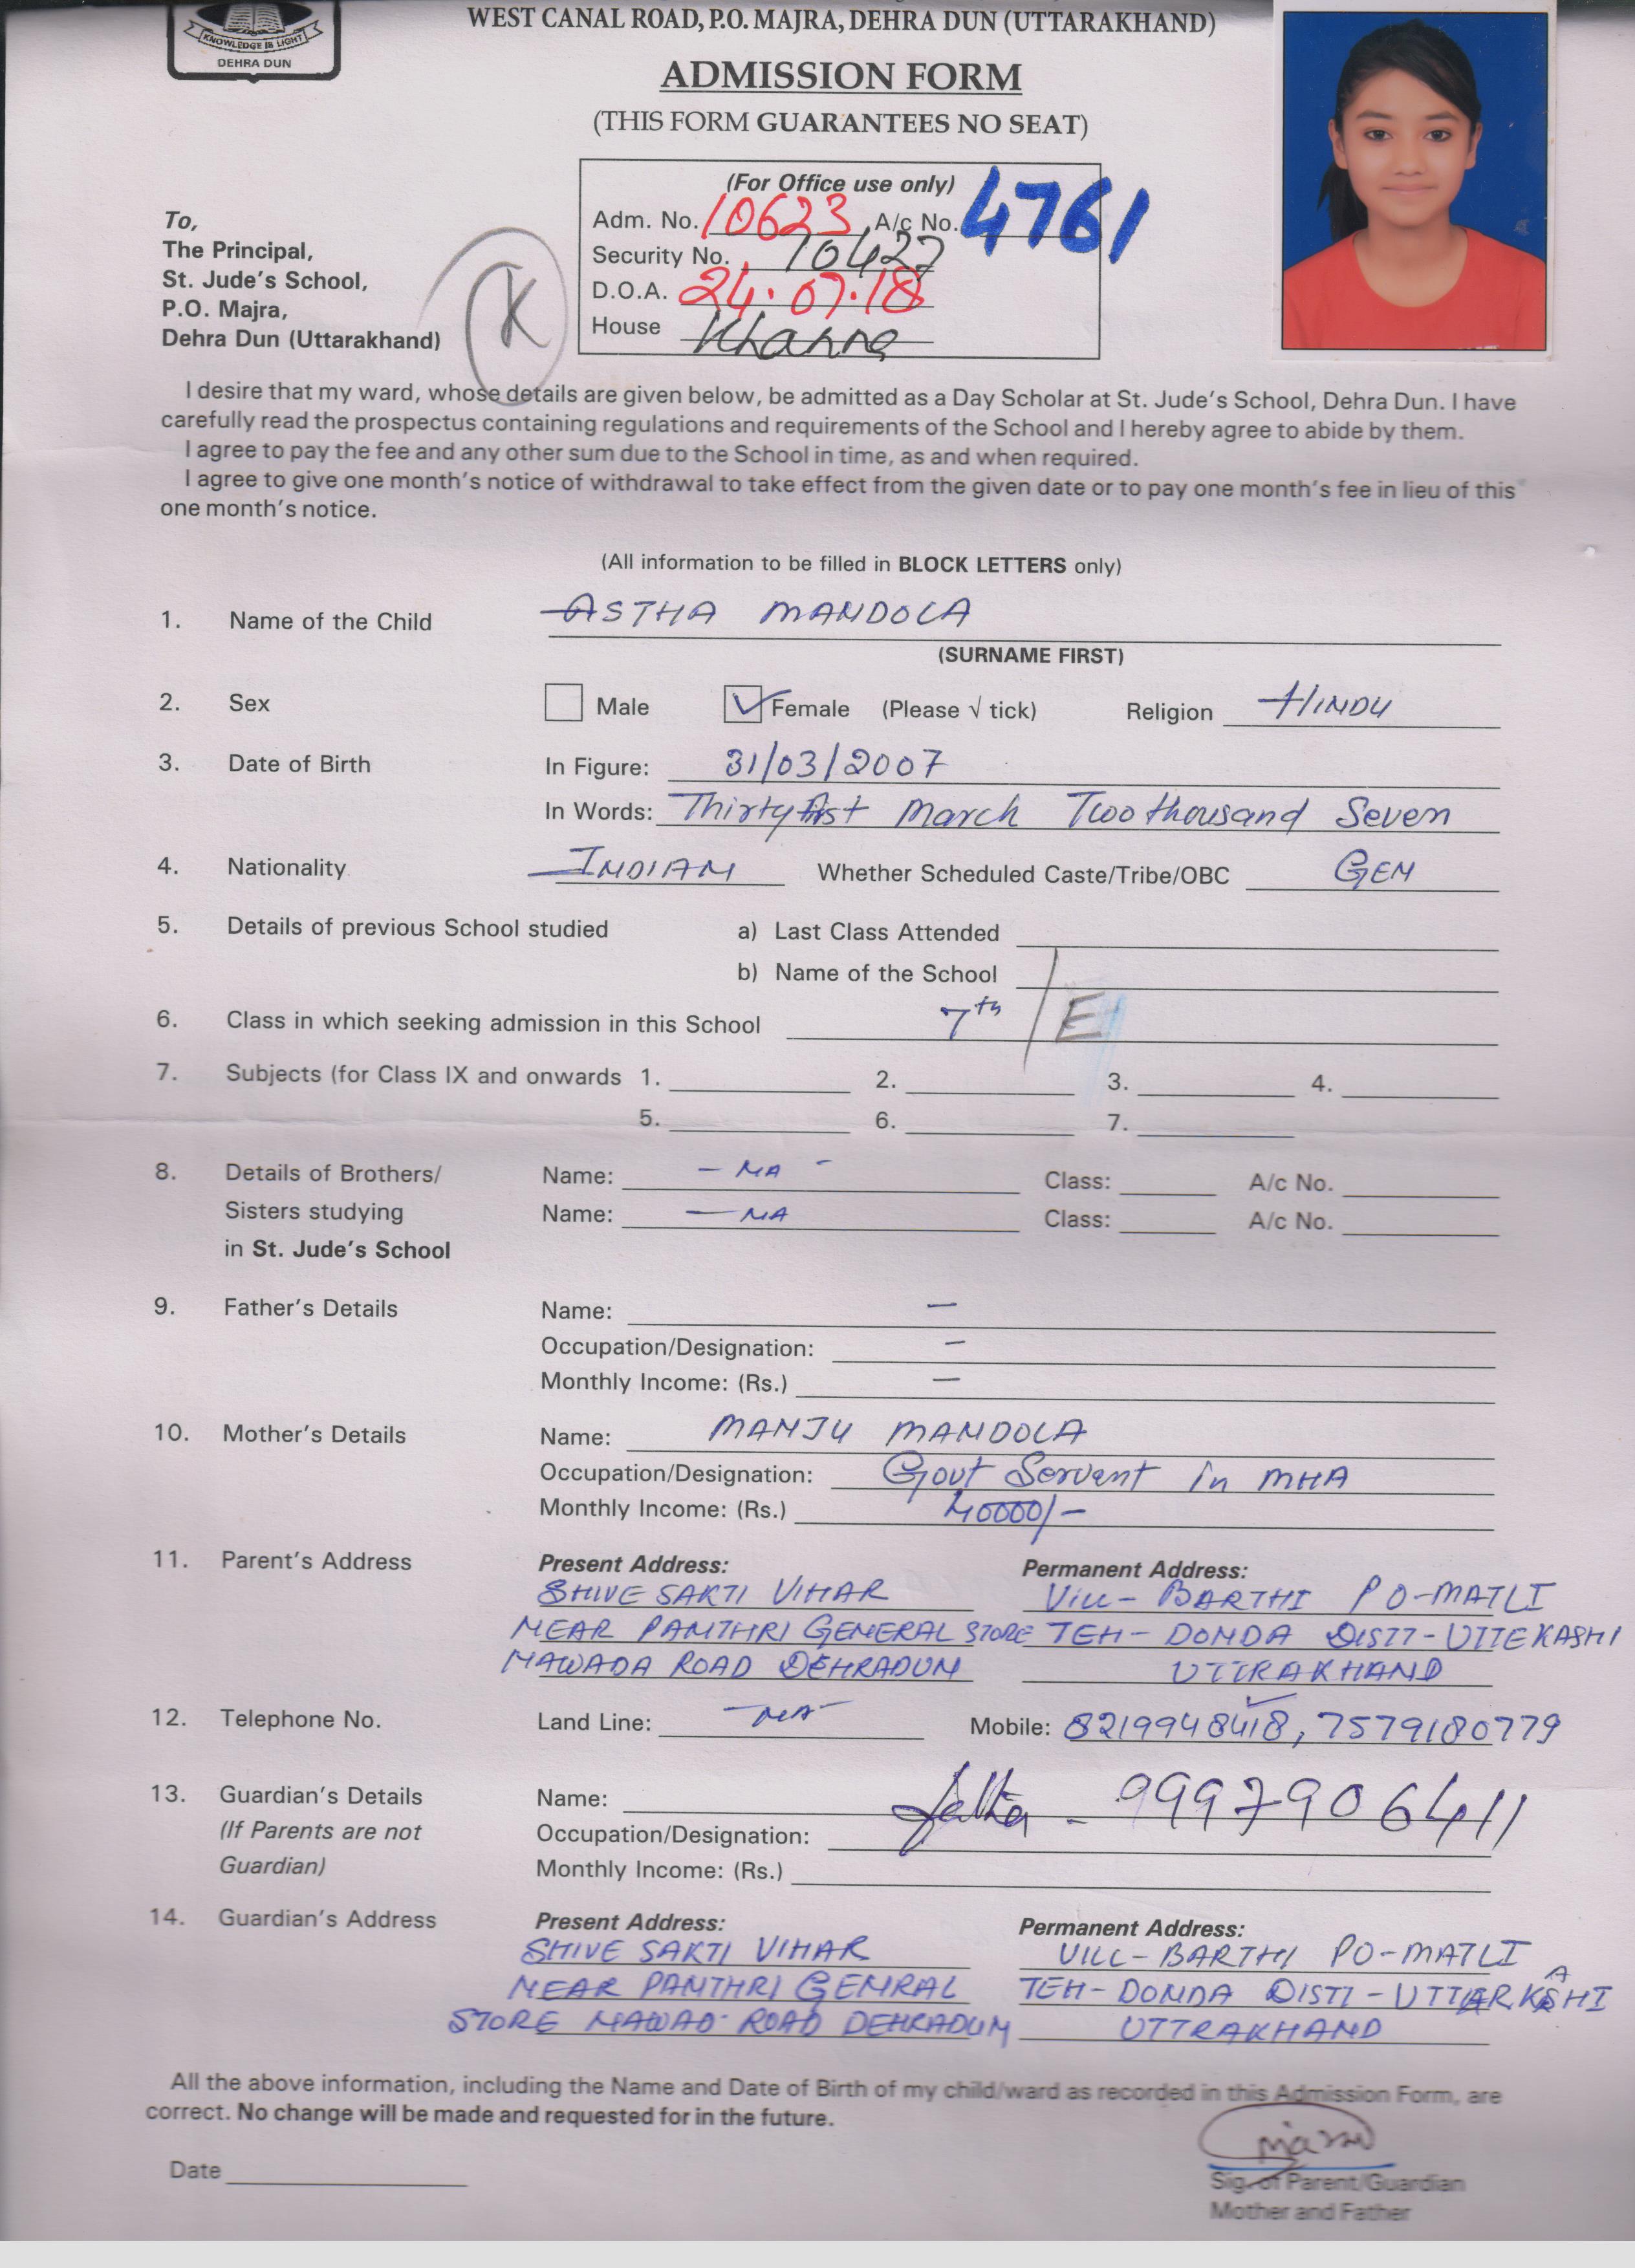 KNOWLEDGE IS LIGHT
DEHRA DUN
WEST CANAL ROAD, P.O. MAJRA, DEHRA DUN (UTTARAKHAND)
ADMISSION FORM
(THIS FORM GUARANTEES NO SEAT)
(For Office use only)
Adm. No. 10623 A/c No. 4761
Security No. 10427
D.O.A. 24.07.18
House Khanna
K
To,
The Principal,
St. Jude's School,
P.O. Majra,
Dehra Dun (Uttarakhand)
I desire that my ward, whose details are given below, be admitted as a Day Scholar at St. Jude's School, Dehra Dun. I have
carefully read the prospectus containing regulations and requirements of the School and I hereby agree to abide by them.
I agree to pay the fee and any other sum due to the School in time, as and when required.
I agree to give one month's notice of withdrawal to take effect from the given date or to pay one month's fee in lieu of this
one month's notice.
(All information to be filled in BLOCK LETTERS only)
1. Name of the Child ASTHA MANDOLA
(SURNAME FIRST)
2. Sex Male Female (Please √ tick) Religion HINDU
3. Date of Birth In Figure: 31/03/2007
In Words: Thirty first March Two thousand Seven
4. Nationality INDIAN Whether Scheduled Caste/Tribe/OBC GEN
5. Details of previous School studied a) Last Class Attended
b) Name of the School
6. Class in which seeking admission in this School 7th / E
7. Subjects (for Class IX and onwards 1. 2. 3. 4.
5. 6. 7.
8. Details of Brothers/ Name: - NA - Class: A/c No.
Sisters studying Name: - NA Class: A/c No.
in St. Jude's School
9. Father's Details Name: -
Occupation/Designation: -
Monthly Income: (Rs.) -
10. Mother's Details Name: MANJU MANDOLA
Occupation/Designation: Govt Servant in MHA
Monthly Income: (Rs.) 40000/-
11. Parent's Address Present Address: Permanent Address:
SHIVE SAKTI VIHAR Vill- BARTHI PO-MATLI
NEAR PANTHRI GENERAL STORE TEH- DONDA DISTT-UTTEKASHI
NAWADA ROAD DEHRADUN UTTRAKHAND
12. Telephone No. Land Line: -NA- Mobile: 8219948418, 7579180779
13. Guardian's Details Name: father - 9997906411
(If Parents are not Occupation/Designation:
Guardian) Monthly Income: (Rs.)
14. Guardian's Address Present Address: Permanent Address:
SHIVE SAKTI VIHAR VILL- BARTHI PO-MATLI
NEAR PANTHRI GENRAL TEH- DONDA DISTT - UTTARKASHI
STORE NAWAD ROAD DEHRADUN UTTRAKHAND
All the above information, including the Name and Date of Birth of my child/ward as recorded in this Admission Form, are
correct. No change will be made and requested for in the future.
Date
Sig. of Parent/Guardian
Mother and Father